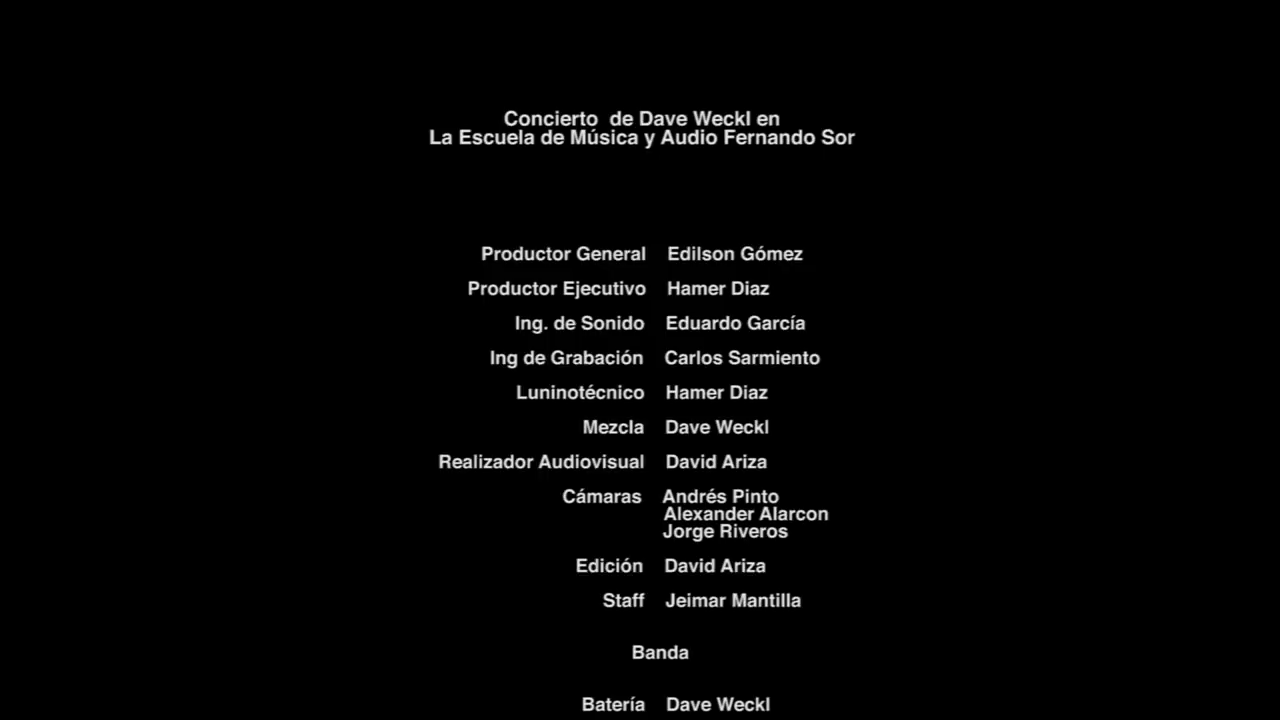 Concierto  de Dave Weckl en
La Escuela de Música y Audio Fernando Sor
Productor General Edilson Gómez
Productor Ejecutivo Hamer Diaz
Ing. de Sonido Eduardo García
Ing de Grabación Carlos Sarmiento
Luninotécnico Hamer Diaz
Mezcla Dave Weckl
Realizador Audiovisual David Ariza
Cámaras Andrés Pinto
Alexander Alarcon
Jorge Riveros
Edición David Ariza
Staff Jeimar Mantilla
Banda
Batería Dave Weckl